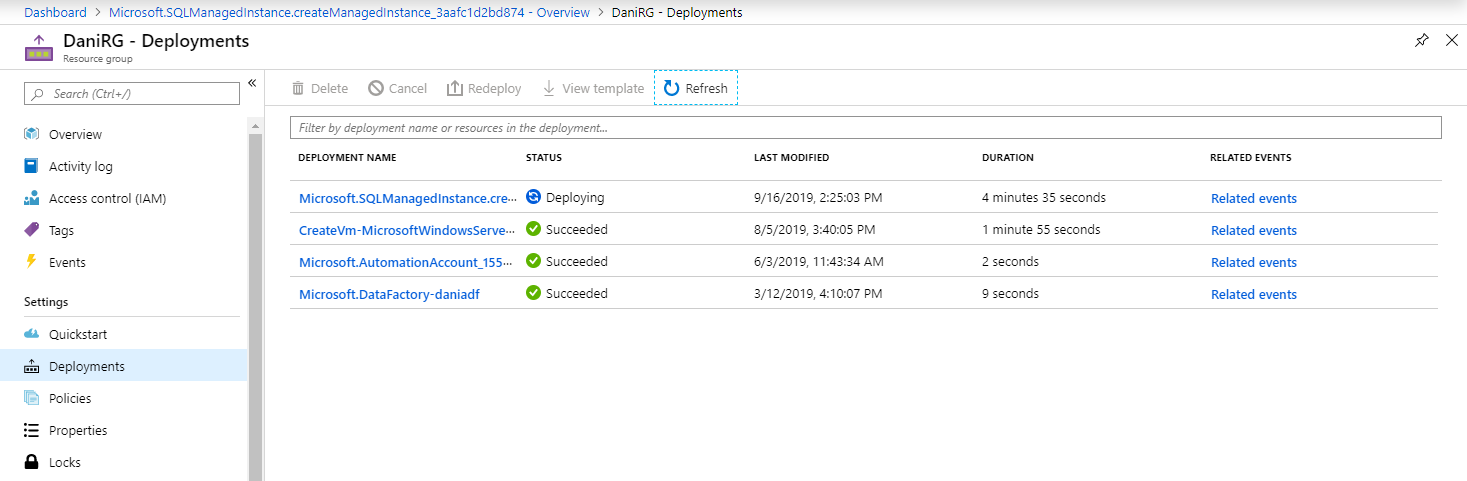 Dashboard > Microsoft.SQLManagedInstance.createManagedInstance_3aafc1d2bd874 - Overview > DaniRG - Deployments
DaniRG - Deployments
Resource group
Search (Ctrl+/)
Overview
Activity log
Access control (IAM)
Tags
Events
Settings
Quickstart
Deployments
Policies
Properties
Locks
Delete Cancel Redeploy View template Refresh
Filter by deployment name or resources in the deployment...
DEPLOYMENT NAME STATUS LAST MODIFIED DURATION RELATED EVENTS
Microsoft.SQLManagedInstance.cre... Deploying 9/16/2019, 2:25:03 PM 4 minutes 35 seconds Related events
CreateVm-MicrosoftWindowsServe... Succeeded 8/5/2019, 3:40:05 PM 1 minute 55 seconds Related events
Microsoft.AutomationAccount_155... Succeeded 6/3/2019, 11:43:34 AM 2 seconds Related events
Microsoft.DataFactory-daniadf Succeeded 3/12/2019, 4:10:07 PM 9 seconds Related events